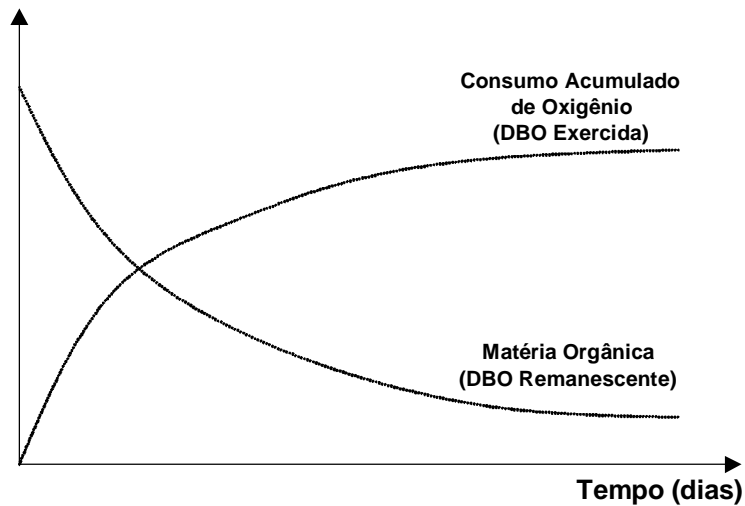 Consumo Acumulado
de Oxigênio
(DBO Exercida)
Matéria Orgânica
(DBO Remanescente)
Tempo (dias)